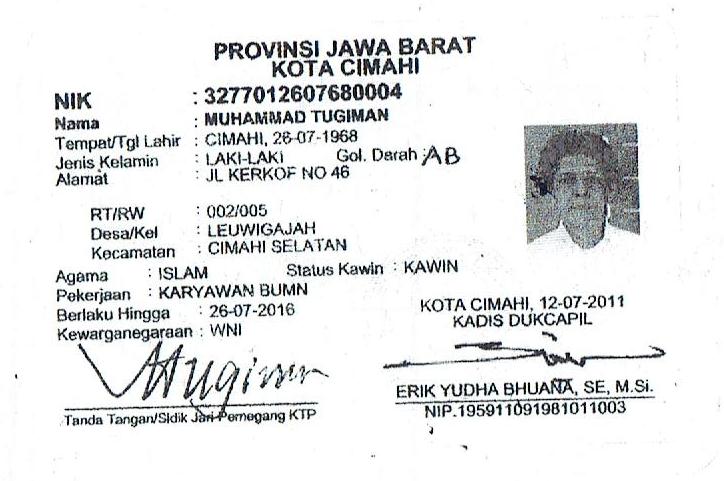 PROVINSI JAWA BARAT
KOTA CIMAHI
NIK : 3277012607680004
Nama : MUHAMMAD TUGIMAN
Tempat/Tgl Lahir : CIMAHI, 26-07-1968
Jenis Kelamin : LAKI-LAKI Gol. Darah : AB
Alamat : JL KERKOF NO 46
RT/RW : 002/005
Desa/Kel : LEUWIGAJAH
Kecamatan : CIMAHI SELATAN
Agama : ISLAM Status Kawin : KAWIN
Pekerjaan : KARYAWAN BUMN
Berlaku Hingga : 26-07-2016
Kewarganegaraan : WNI
KOTA CIMAHI, 12-07-2011
KADIS DUKCAPIL
Tugiman
ERIK YUDHA BHUANA, SE, M.Si.
NIP.195911091981011003
Tanda Tangan/Sidik Jari Pemegang KTP